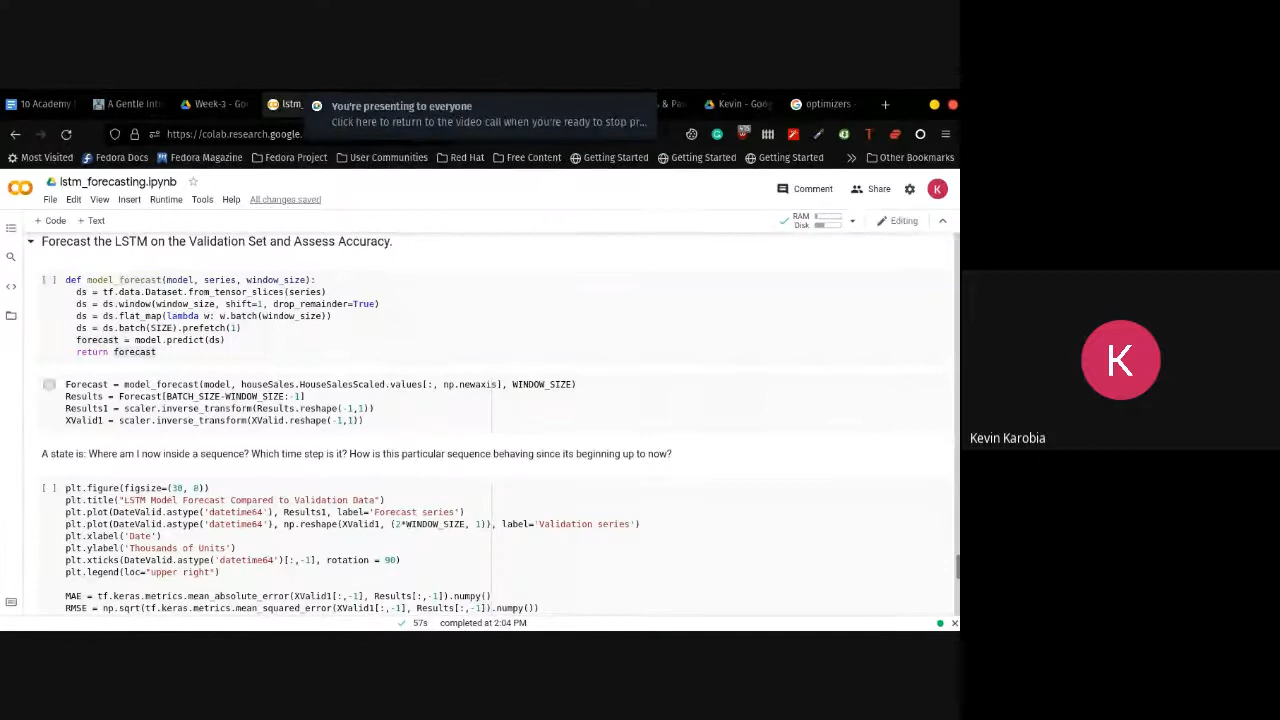 10 Academy
A Gentle Int
Week-3 - Go
lstm_
You're presenting to everyone
Click here to return to the video call when you're ready to stop pr...
& Pa
Kevin - Goog
optimizers -
https://colab.research.google.
Most Visited
Fedora Docs
Fedora Magazine
Fedora Project
User Communities
Red Hat
Free Content
Getting Started
Getting Started
Getting Started
Other Bookmarks
lstm_forecasting.ipynb
Comment
Share
K
File Edit View Insert Runtime Tools Help All changes saved
+ Code + Text
RAM
Disk
Editing
Forecast the LSTM on the Validation Set and Assess Accuracy.
[ ] def model_forecast(model, series, window_size):
ds = tf.data.Dataset.from_tensor_slices(series)
ds = ds.window(window_size, shift=1, drop_remainder=True)
ds = ds.flat_map(lambda w: w.batch(window_size))
ds = ds.batch(SIZE).prefetch(1)
forecast = model.predict(ds)
return forecast
Forecast = model_forecast(model, houseSales.HouseSalesScaled.values[:, np.newaxis], WINDOW_SIZE)
Results = Forecast[BATCH_SIZE-WINDOW_SIZE:-1]
Results1 = scaler.inverse_transform(Results.reshape(-1,1))
XValid1 = scaler.inverse_transform(XValid.reshape(-1,1))
A state is: Where am I now inside a sequence? Which time step is it? How is this particular sequence behaving since its beginning up to now?
[ ] plt.figure(figsize=(30, 8))
plt.title("LSTM Model Forecast Compared to Validation Data")
plt.plot(DateValid.astype('datetime64'), Results1, label='Forecast series')
plt.plot(DateValid.astype('datetime64'), np.reshape(XValid1, (2*WINDOW_SIZE, 1)), label='Validation series')
plt.xlabel('Date')
plt.ylabel('Thousands of Units')
plt.xticks(DateValid.astype('datetime64')[:,-1], rotation = 90)
plt.legend(loc="upper right")
MAE = tf.keras.metrics.mean_absolute_error(XValid1[:,-1], Results[:,-1]).numpy()
RMSE = np.sqrt(tf.keras.metrics.mean_squared_error(XValid1[:,-1], Results[:,-1]).numpy())
57s completed at 2:04 PM
K
Kevin Karobia